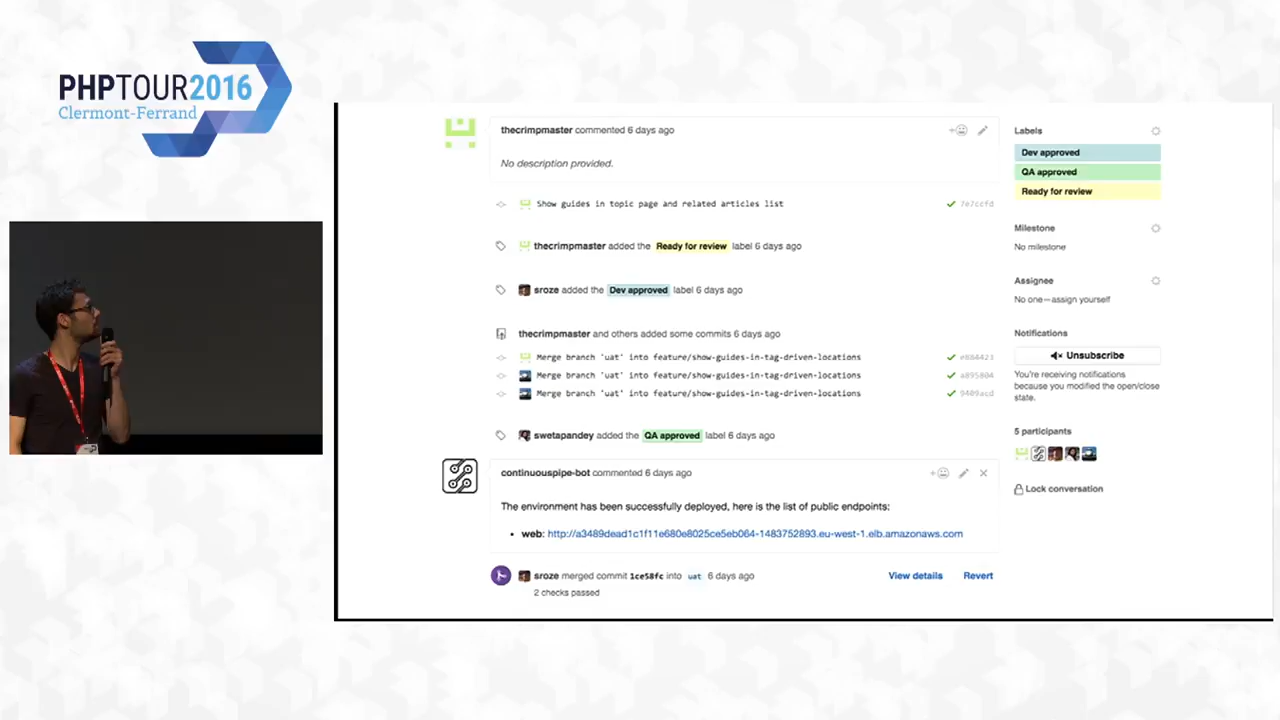 PHPTOUR2016
Clermont-Ferrand
thecrimpmaster commented 6 days ago
No description provided.
Show guides in topic page and related articles list 7e7ccfd
thecrimpmaster added the Ready for review label 6 days ago
sroze added the Dev approved label 6 days ago
thecrimpmaster and others added some commits 6 days ago
Merge branch 'uat' into feature/show-guides-in-tag-driven-locations
Merge branch 'uat' into feature/show-guides-in-tag-driven-locations a895804
Merge branch 'uat' into feature/show-guides-in-tag-driven-locations 9409acd
swetapandey added the QA approved label 6 days ago
continuouspipe-bot commented 6 days ago
The environment has been successfully deployed, here is the list of public endpoints:
• web: http://a3489dead1c1f11e680e8025ce5eb064-1483752893.eu-west-1.elb.amazonaws.com
sroze merged commit 1ce58fc into uat 6 days ago View details Revert
2 checks passed
Labels
Dev approved
QA approved
Ready for review
Milestone
No milestone
Assignee
No one—assign yourself
Notifications
Unsubscribe
You're receiving notifications
because you modified the open/close
state.
5 participants
Lock conversation